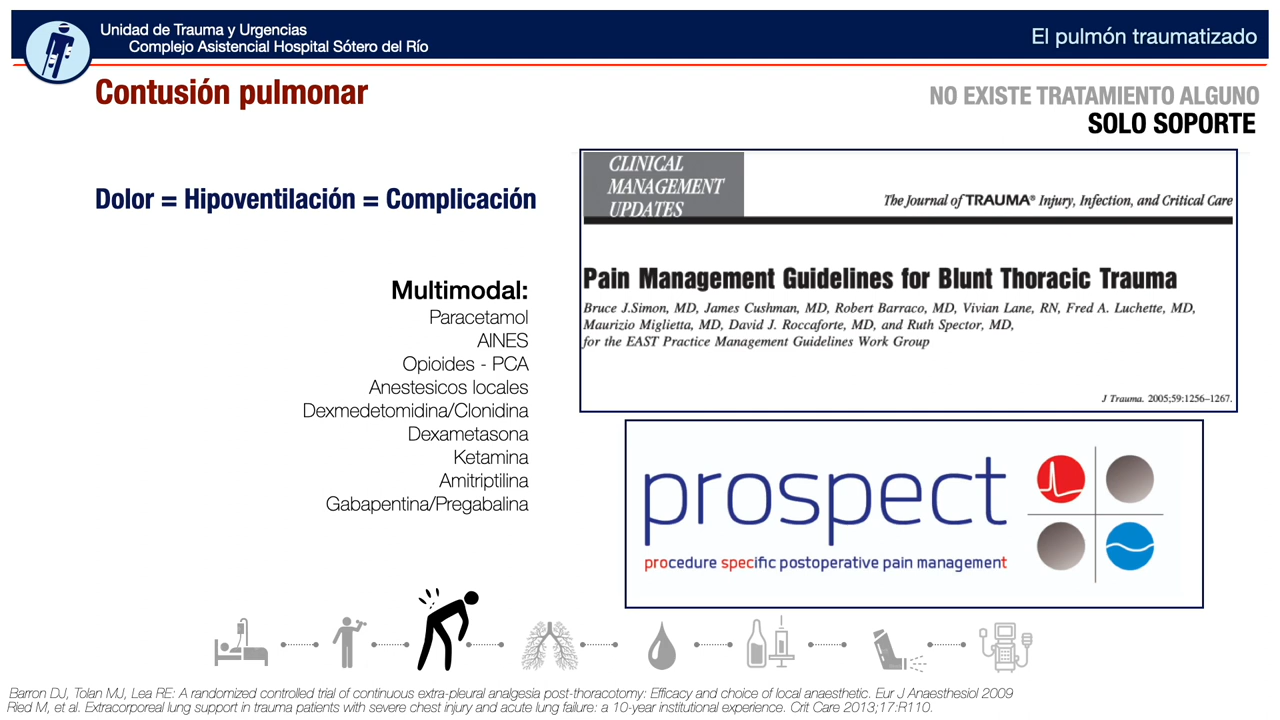 Unidad de Trauma y Urgencias
Complejo Asistencial Hospital Sótero del Río
El pulmón traumatizado
Contusión pulmonar
NO EXISTE TRATAMIENTO ALGUNO
SOLO SOPORTE
Dolor = Hipoventilación = Complicación
Multimodal:
Paracetamol
AINES
Opioides - PCA
Anestesicos locales
Dexmedetomidina/Clonidina
Dexametasona
Ketamina
Amitriptilina
Gabapentina/Pregabalina
CLINICAL
MANAGEMENT
UPDATES
The Journal of TRAUMA® Injury, Infection, and Critical Care
Pain Management Guidelines for Blunt Thoracic Trauma
Bruce J.Simon, MD, James Cushman, MD, Robert Barraco, MD, Vivian Lane, RN, Fred A. Luchette, MD,
Maurizio Miglietta, MD, David J. Roccaforte, MD, and Ruth Spector, MD,
for the EAST Practice Management Guidelines Work Group
J Trauma. 2005;59:1256–1267.
prospect
procedure specific postoperative pain management
Barron DJ, Tolan MJ, Lea RE: A randomized controlled trial of continuous extra-pleural analgesia post-thoracotomy: Efficacy and choice of local anaesthetic. Eur J Anaesthesiol 2009
Ried M, et al. Extracorporeal lung support in trauma patients with severe chest injury and acute lung failure: a 10-year institutional experience. Crit Care 2013;17:R110.